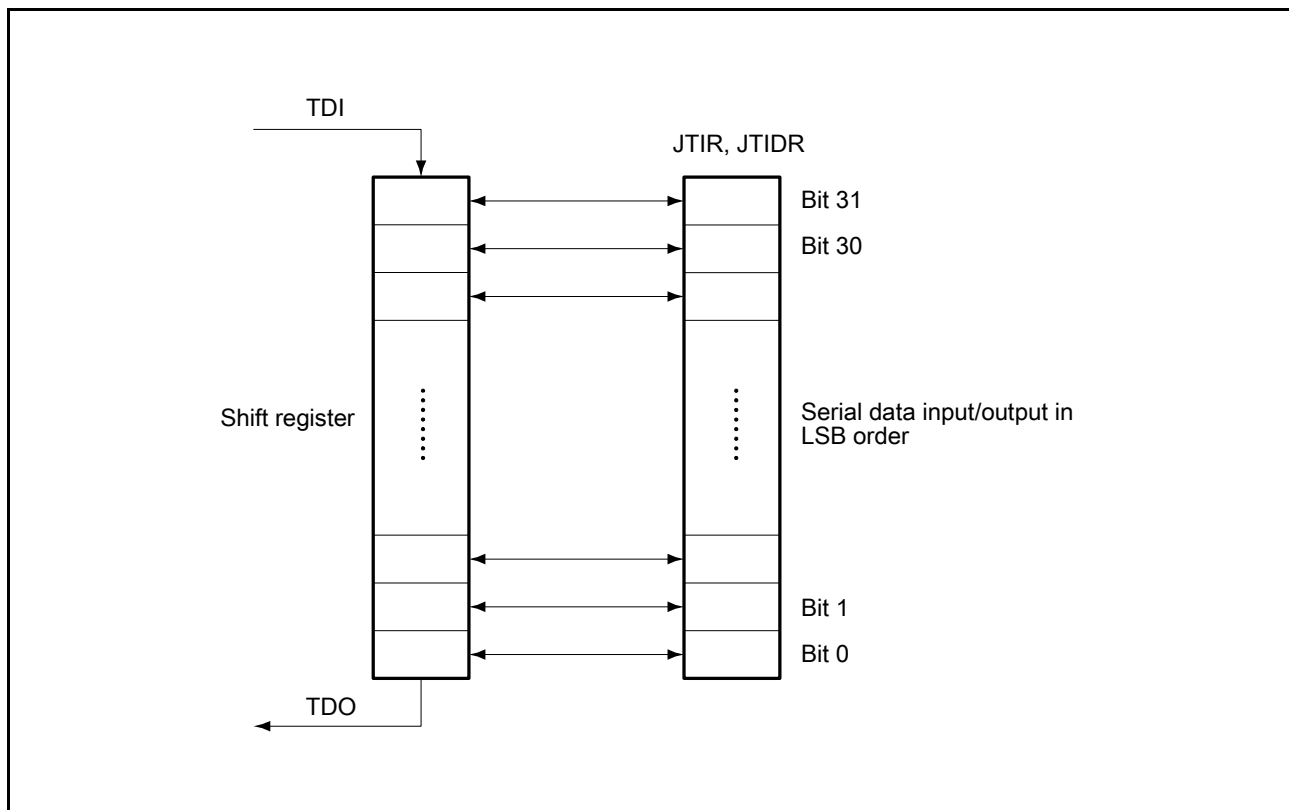 TDI
JTIR, JTIDR
Bit 31
Bit 30
Shift register
Serial data input/output in
LSB order
Bit 1
Bit 0
TDO